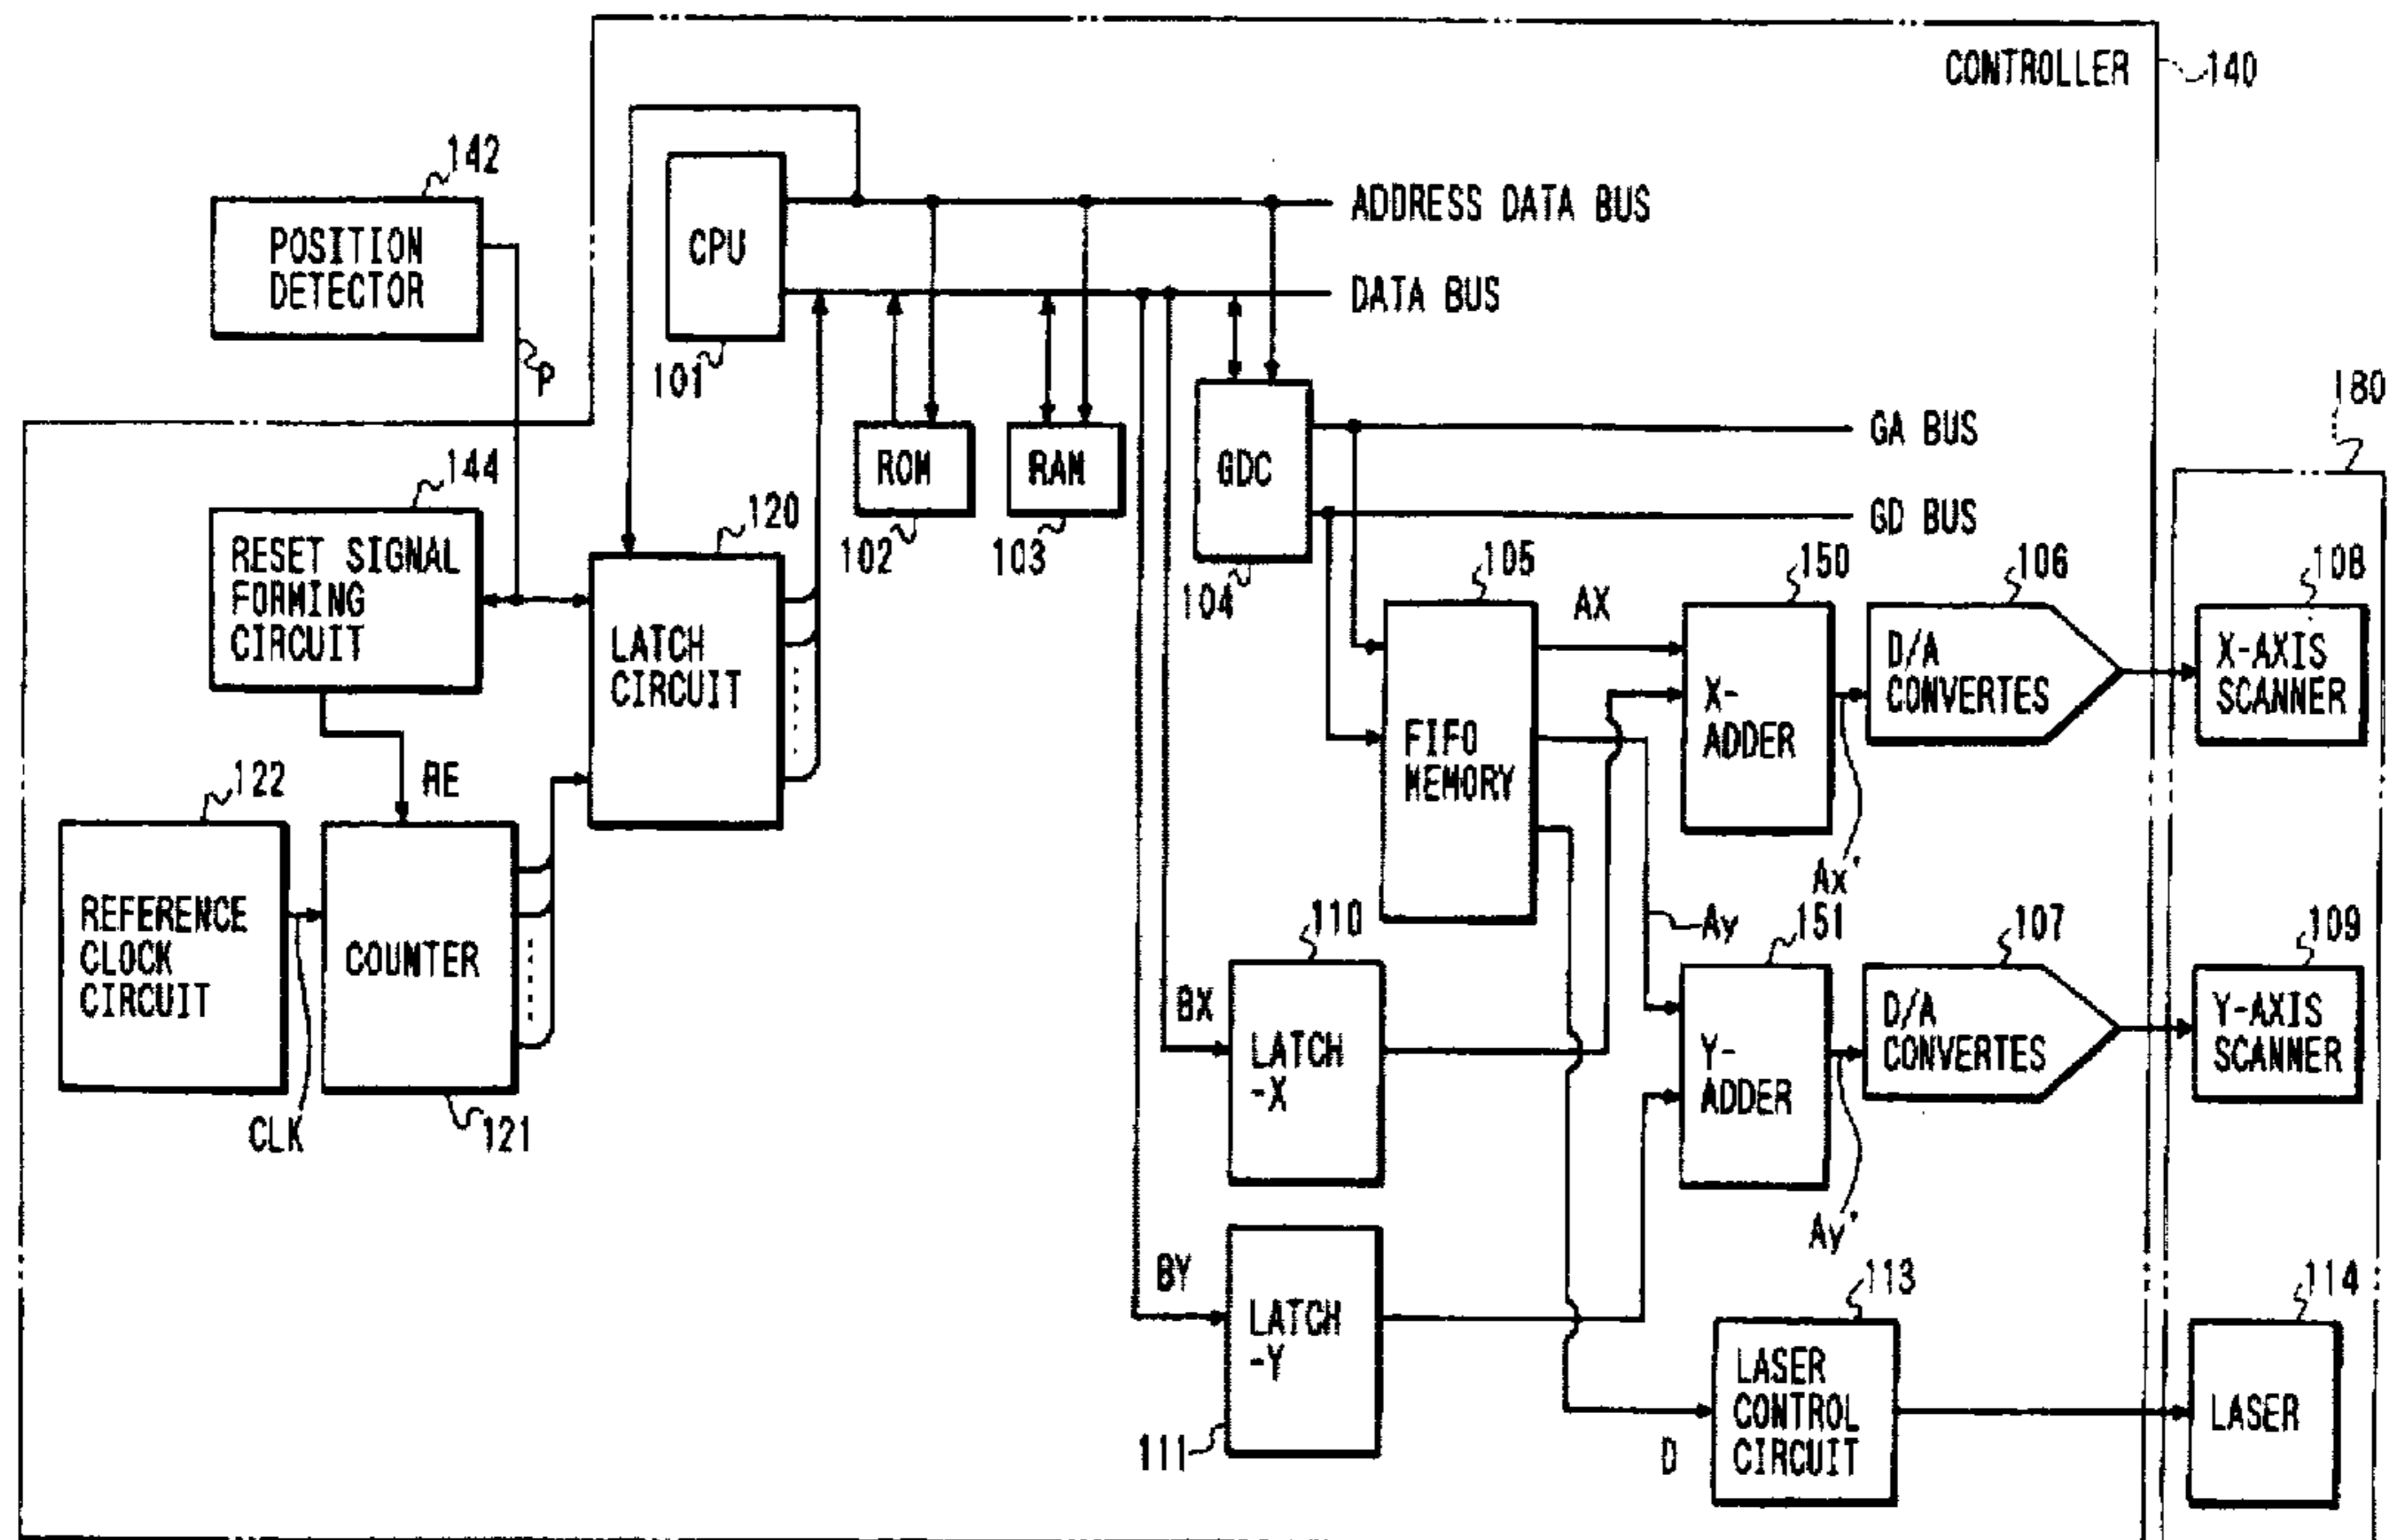 CONTROLLER
140
142
POSITION
DETECTOR
P
CPU
101
ADDRESS DATA BUS
DATA BUS
180
144
RESET SIGNAL
FORMING
CIRCUIT
120
LATCH
CIRCUIT
ROM
102
RAM
103
GDC
104
GA BUS
GD BUS
105
FIFO
MEMORY
AX
150
X-
ADDER
106
D/A
CONVERTES
108
X-AXIS
SCANNER
122
REFERENCE
CLOCK
CIRCUIT
RE
COUNTER
121
CLK
110
BX
LATCH
-X
Ay
Ax'
151
Y-
ADDER
107
D/A
CONVERTES
109
Y-AXIS
SCANNER
Ay'
BY
LATCH
-Y
111
113
LASER
CONTROL
CIRCUIT
D
114
LASER